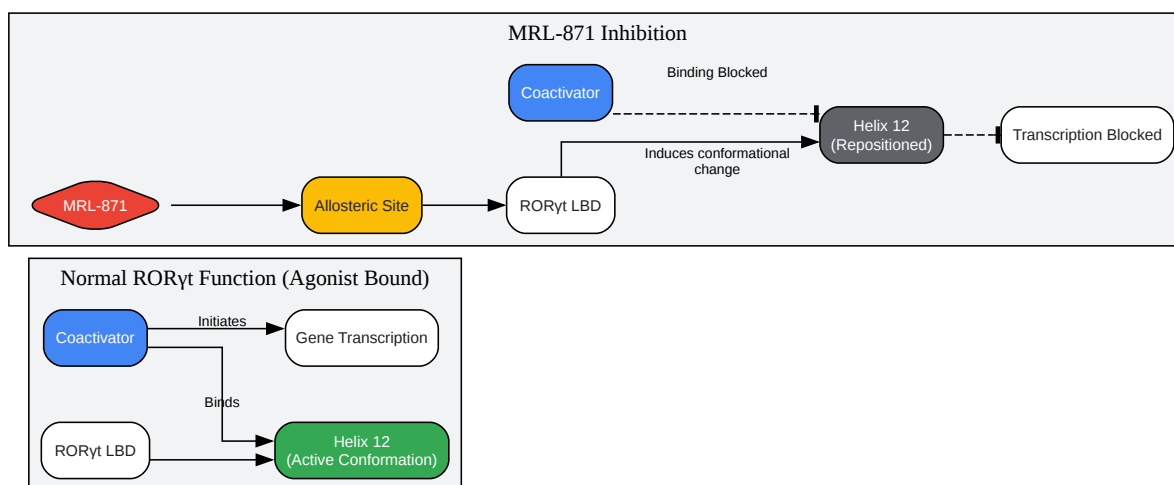 MRL-871 Inhibition
Coactivator
Binding Blocked
Helix 12
(Repositioned)
Transcription Blocked
Induces conformational
change
MRL-871
Allosteric Site
RORγt LBD
Normal RORγt Function (Agonist Bound)
Coactivator
Initiates
Gene Transcription
Binds
RORγt LBD
Helix 12
(Active Conformation)